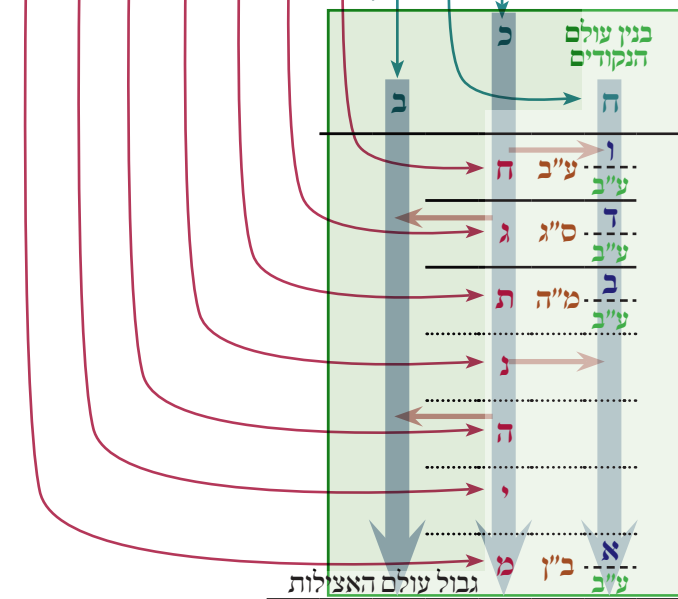 בנין עולם
הנקודים
כ
ח
ב
ו
ח
ע״ב
ע״ב
ד
ג
ס״ג
ע״ב
ב
ת
מ״ה
ע״ב
נ
ה
י
א
מ
ב״ן
ע״ב
גבול עולם האצילות